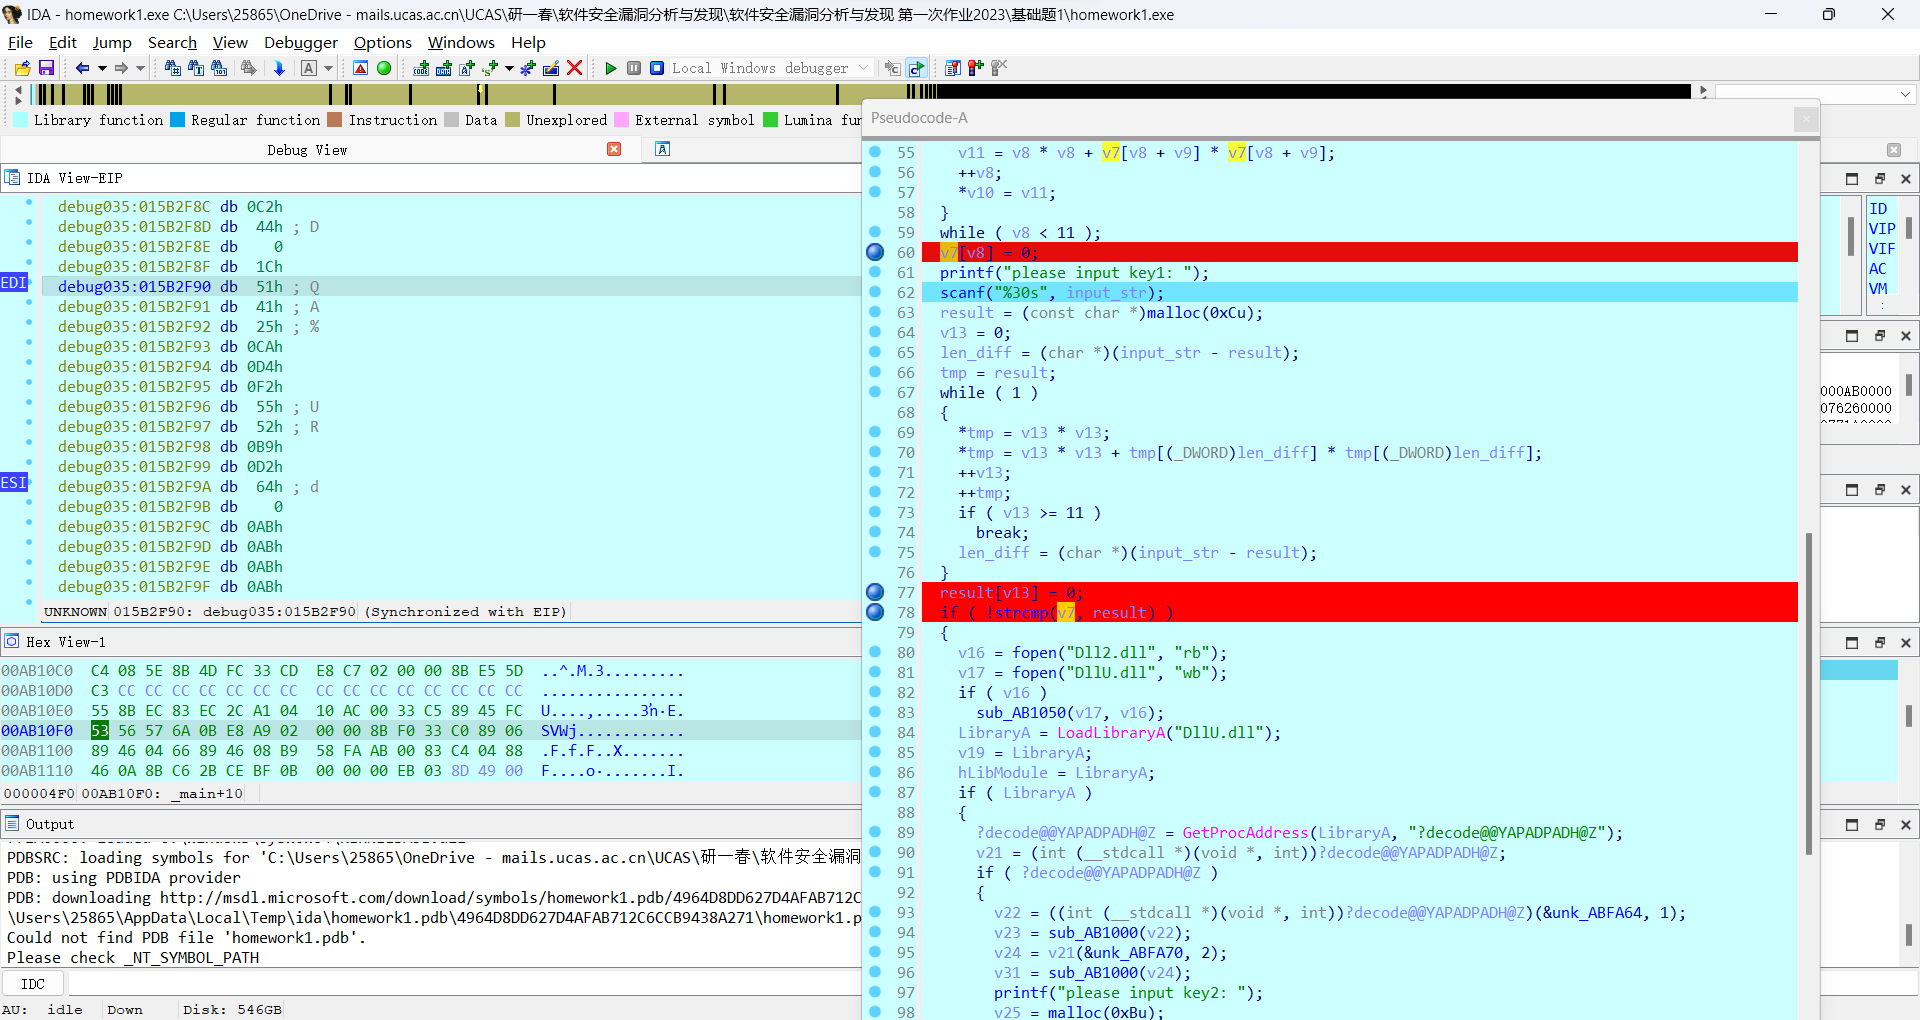 IDA - homework1.exe C:\Users\25865\OneDrive - mails.ucas.ac.cn\UCAS\研一春\软件安全漏洞分析与发现\软件安全漏洞分析与发现 第一次作业2023\基础题1\homework1.exe
File Edit Jump Search View Debugger Options Windows Help
Local Windows debugger
Library function Regular function Instruction Data Unexplored External symbol Lumina fun
Debug View
IDA View-EIP
debug035:015B2F8C db 0C2h
debug035:015B2F8D db 44h ; D
debug035:015B2F8E db 0
debug035:015B2F8F db 1Ch
EDI debug035:015B2F90 db 51h ; Q
debug035:015B2F91 db 41h ; A
debug035:015B2F92 db 25h ; %
debug035:015B2F93 db 0CAh
debug035:015B2F94 db 0D4h
debug035:015B2F95 db 0F2h
debug035:015B2F96 db 55h ; U
debug035:015B2F97 db 52h ; R
debug035:015B2F98 db 0B9h
debug035:015B2F99 db 0D2h
ESI debug035:015B2F9A db 64h ; d
debug035:015B2F9B db 0
debug035:015B2F9C db 0ABh
debug035:015B2F9D db 0ABh
debug035:015B2F9E db 0ABh
debug035:015B2F9F db 0ABh
UNKNOWN 015B2F90: debug035:015B2F90 (Synchronized with EIP)
Hex View-1
00AB10C0 C4 08 5E 8B 4D FC 33 CD E8 C7 02 00 00 8B E5 5D ..^.M.3.........
00AB10D0 C3 CC CC CC CC CC CC CC CC CC CC CC CC CC CC CC ................
00AB10E0 55 8B EC 83 EC 2C A1 04 10 AC 00 33 C5 89 45 FC
00AB10F0 53 56 57 6A 0B E8 A9 02 00 00 8B F0 33 C0 89 06 SVWj............
00AB1100 89 46 04 66 89 46 08 B9 58 FA AB 00 83 C4 04 88 .F.f.F..X.......
00AB1110 46 0A 8B C6 2B CE BF 0B 00 00 00 EB 03 8D 49 00
000004F0 00AB10F0: _main+10
Output
PDBSRC: loading symbols for 'C:\Users\25865\OneDrive - mails.ucas.ac.cn\UCAS\研一春\软件安全漏洞
PDB: using PDBIDA provider
PDB: downloading http://msdl.microsoft.com/download/symbols/homework1.pdb/4964D8DD627D4AFAB712C
\Users\25865\AppData\Local\Temp\ida\homework1.pdb\4964D8DD627D4AFAB712C6CCB9438A271\homework1.p
Could not find PDB file 'homework1.pdb'.
Please check _NT_SYMBOL_PATH
IDC
AU: idle Down Disk: 546GB
Pseudocode-A
55 v11 = v8 * v8 + v7[v8 + v9] * v7[v8 + v9];
56 ++v8;
57 *v10 = v11;
58 }
59 while ( v8 < 11 );
60 v7[v8] = 0;
61 printf("please input key1: ");
62 scanf("%30s", input_str);
63 result = (const char *)malloc(0xCu);
64 v13 = 0;
65 len_diff = (char *)(input_str - result);
66 tmp = result;
67 while ( 1 )
68 {
69 *tmp = v13 * v13;
70 *tmp = v13 * v13 + tmp[(_DWORD)len_diff] * tmp[(_DWORD)len_diff];
71 ++v13;
72 ++tmp;
73 if ( v13 >= 11 )
74 break;
75 len_diff = (char *)(input_str - result);
76 }
77 result[v13] = 0;
78 if ( !strcmp(v7, result) )
79 {
80 v16 = fopen("Dll2.dll", "rb");
81 v17 = fopen("DllU.dll", "wb");
82 if ( v16 )
83 sub_AB1050(v17, v16);
84 LibraryA = LoadLibraryA("DllU.dll");
85 v19 = LibraryA;
86 hLibModule = LibraryA;
87 if ( LibraryA )
88 {
89 ?decode@@YAPADPADH@Z = GetProcAddress(LibraryA, "?decode@@YAPADPADH@Z");
90 v21 = (int (__stdcall *)(void *, int))?decode@@YAPADPADH@Z;
91 if ( ?decode@@YAPADPADH@Z )
92 {
93 v22 = ((int (__stdcall *)(void *, int))?decode@@YAPADPADH@Z)(&unk_ABFA64, 1);
94 v23 = sub_AB1000(v22);
95 v24 = v21(&unk_ABFA70, 2);
96 v31 = sub_AB1000(v24);
97 printf("please input key2: ");
98 v25 = malloc(0xBu);
ID
VIP
VIF
AC
VM
000AB0000
076260000